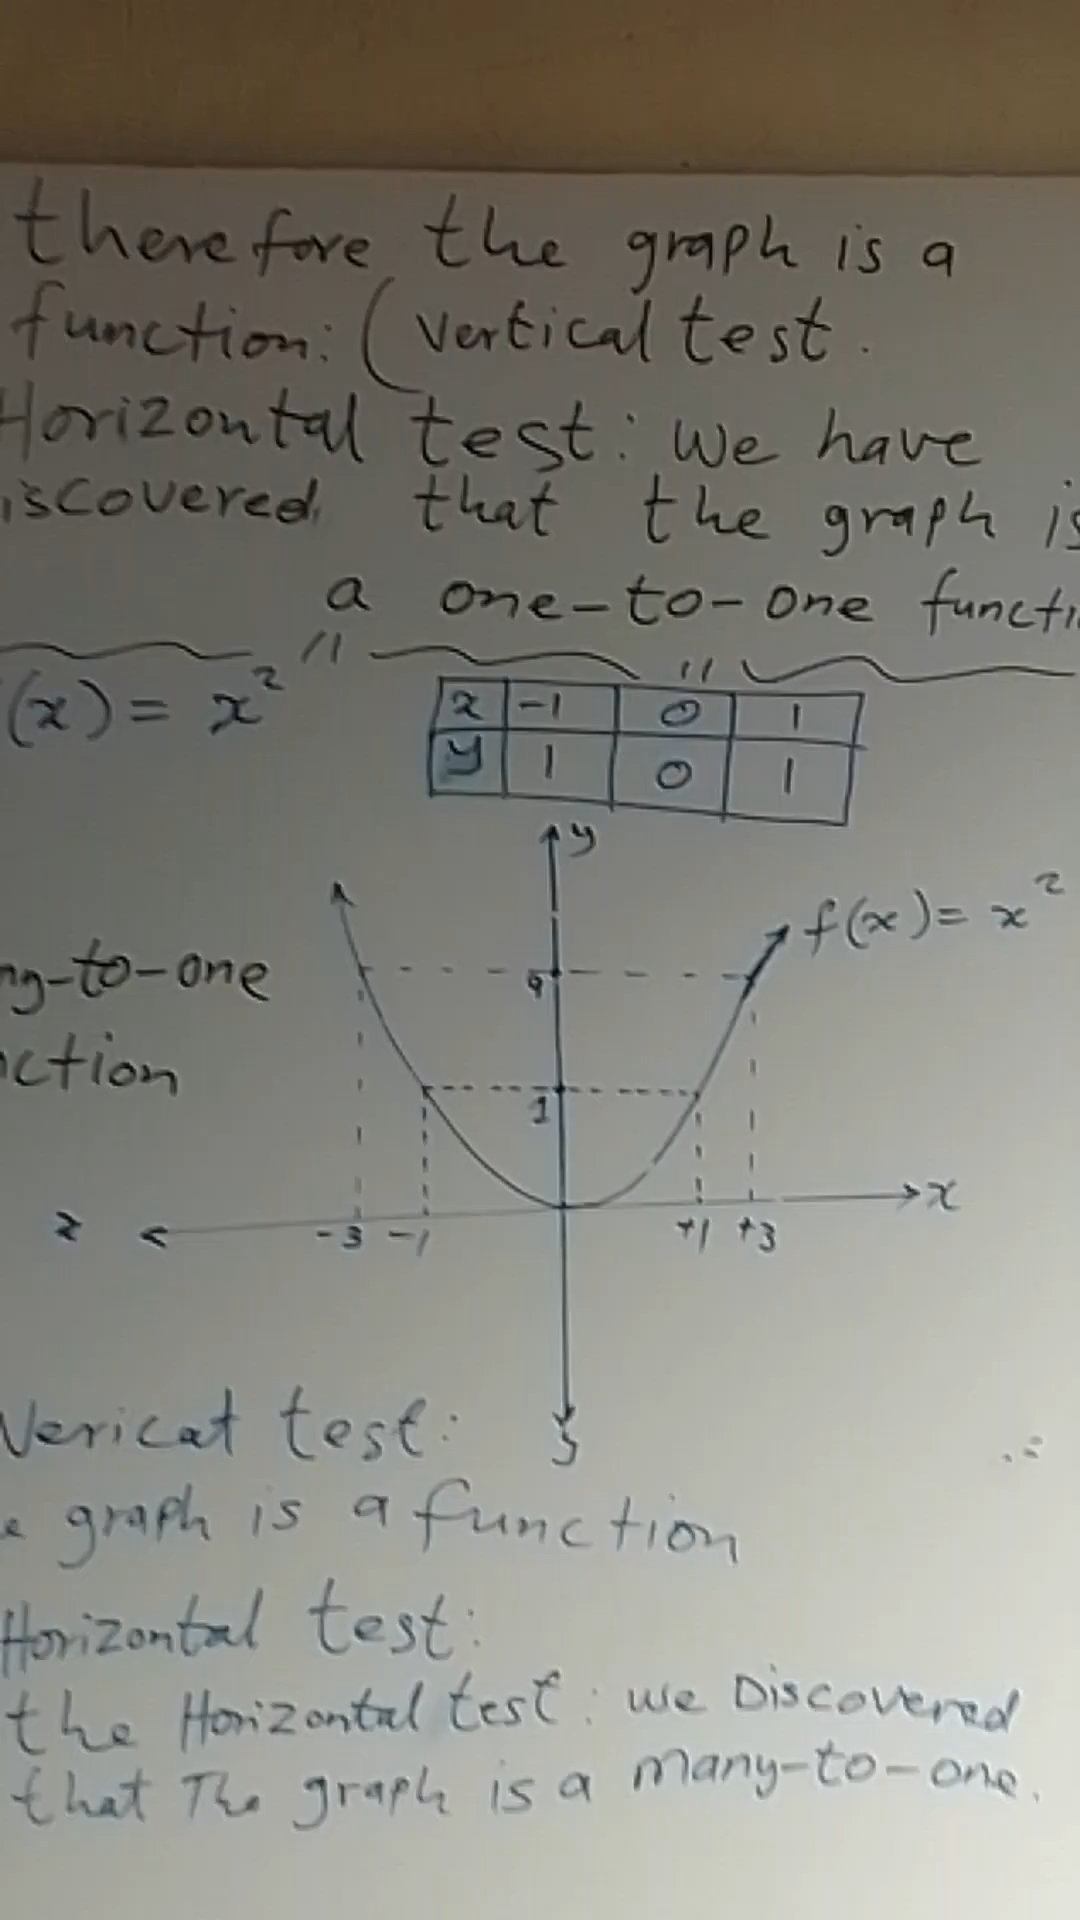 therefore the graph is a
function: (vertical test.
Horizontal test: we have
iscovered that the graph is
a one-to-one functi
(x) = x²
x -1 0 1
y 1 0 1
y
f(x) = x²
ny-to-one
nction
9
1
x
x
-3 -1 +1 +3
y
Vericat test:
e graph is a function
Horizontal test:
the Horizontal test: we Discovered
that The graph is a many-to-one.